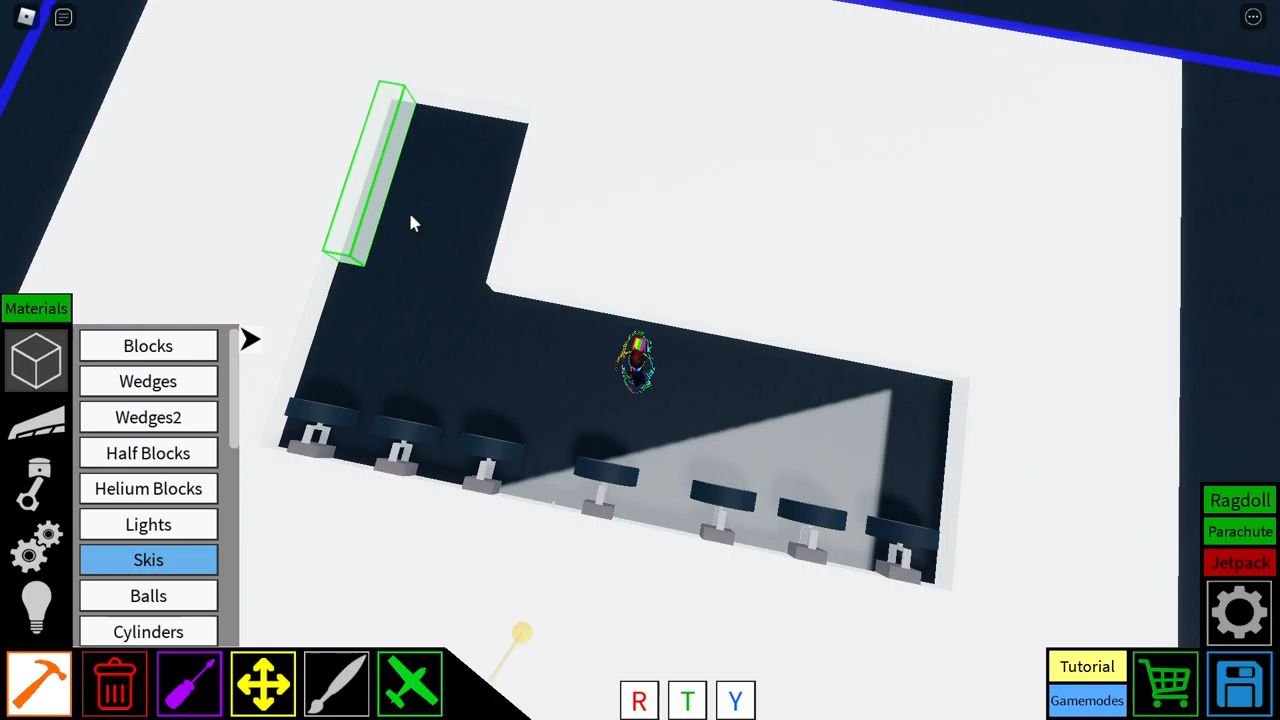 Materials
Blocks
Wedges
Wedges2
Half Blocks
Helium Blocks
Lights
Skis
Balls
Cylinders
Ragdoll
Parachute
Jetpack
Tutorial
Gamemodes
R T Y